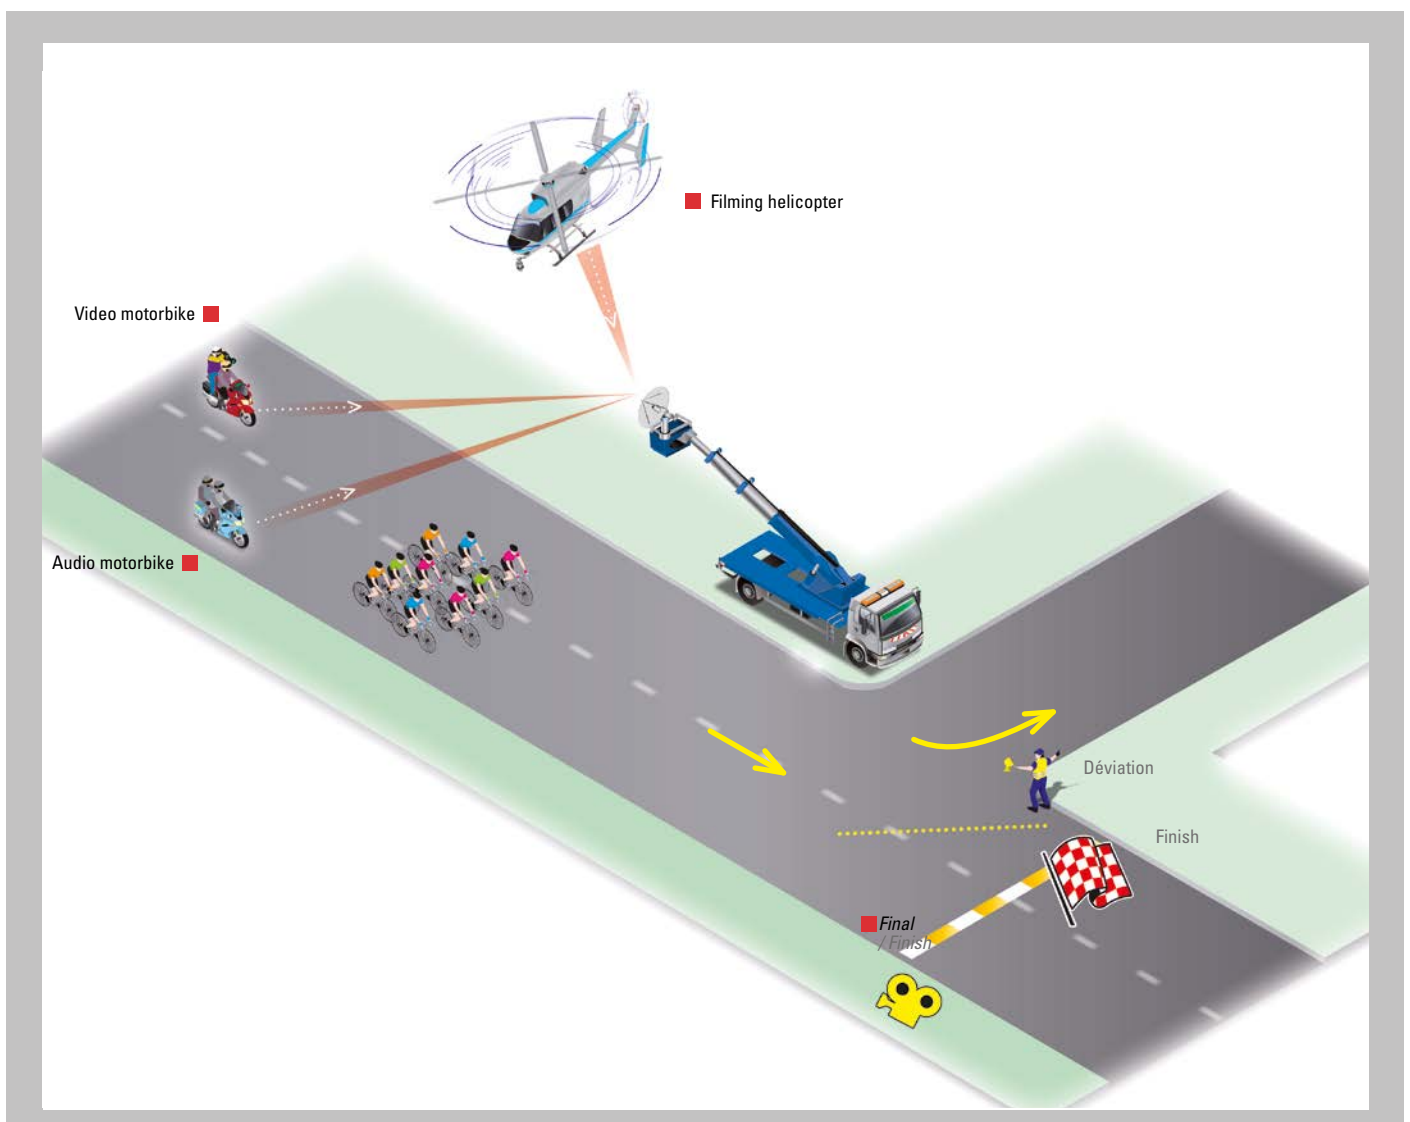 Filming helicopter
Video motorbike
Audio motorbike
Déviation
Finish
Final
/ Finish